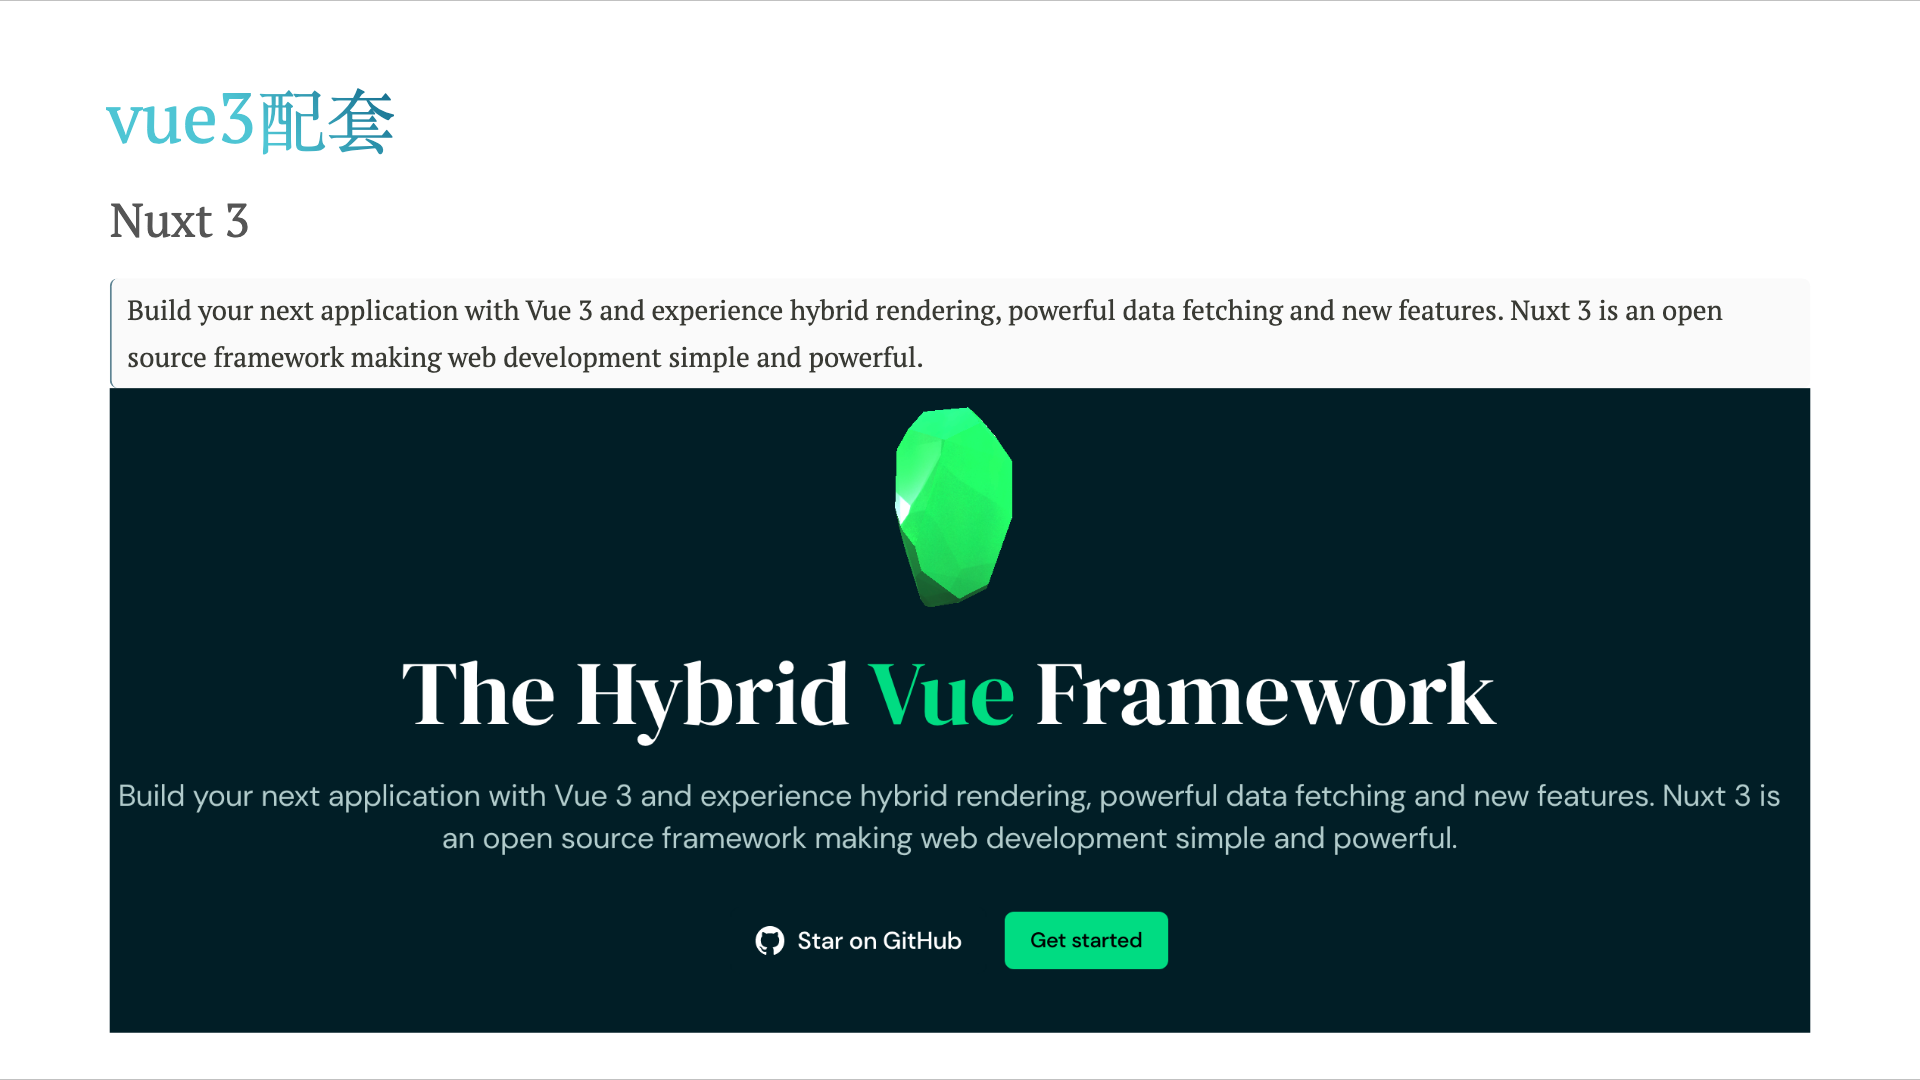 vue3配套
Nuxt 3
Build your next application with Vue 3 and experience hybrid rendering, powerful data fetching and new features. Nuxt 3 is an open
source framework making web development simple and powerful.
The Hybrid Vue Framework
Build your next application with Vue 3 and experience hybrid rendering, powerful data fetching and new features. Nuxt 3 is
an open source framework making web development simple and powerful.
Star on GitHub
Get started